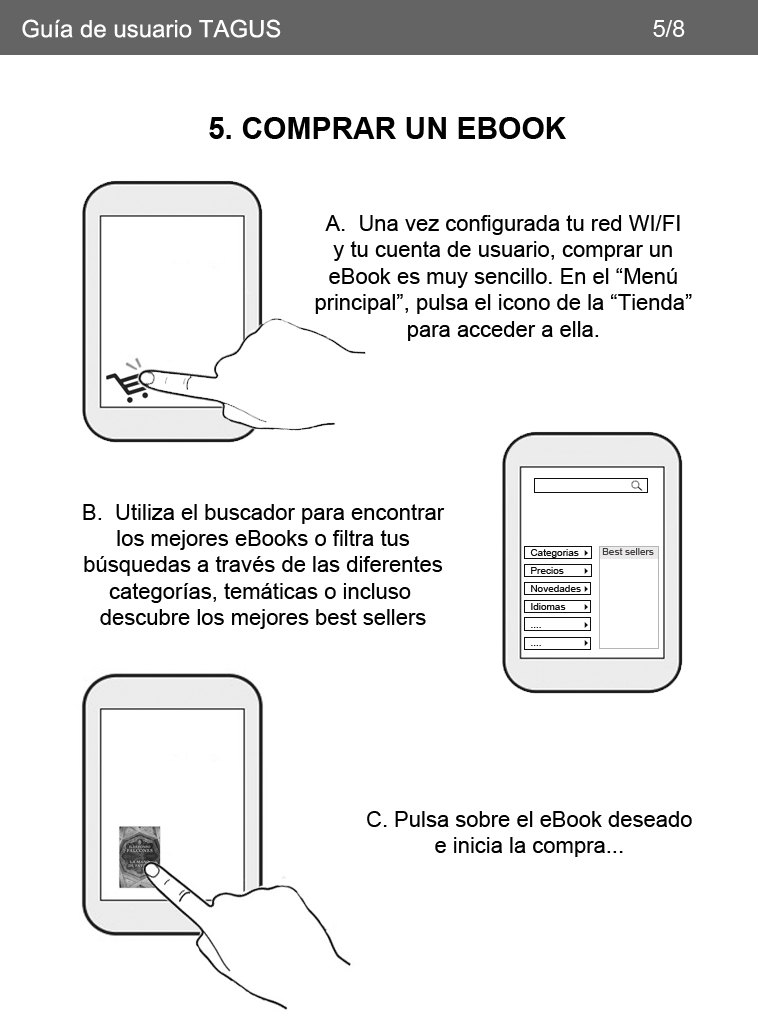 Guía de usuario TAGUS 5/8
5. COMPRAR UN EBOOK
A. Una vez configurada tu red WI/FI
y tu cuenta de usuario, comprar un
eBook es muy sencillo. En el “Menú
principal”, pulsa el icono de la “Tienda”
para acceder a ella.
B. Utiliza el buscador para encontrar
los mejores eBooks o filtra tus
búsquedas a través de las diferentes
categorías, temáticas o incluso
descubre los mejores best sellers
Categorias
Precios
Novedades
Idiomas
....
....
Best sellers
FALCONES
C. Pulsa sobre el eBook deseado
e inicia la compra...